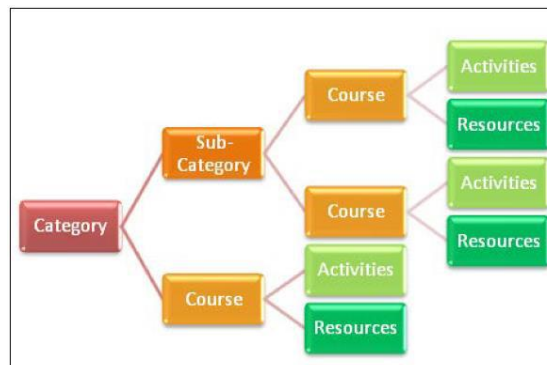 Activities
Course
Resources
Sub-
Category
Activities
Course
Category
Resources
Activities
Course
Resources